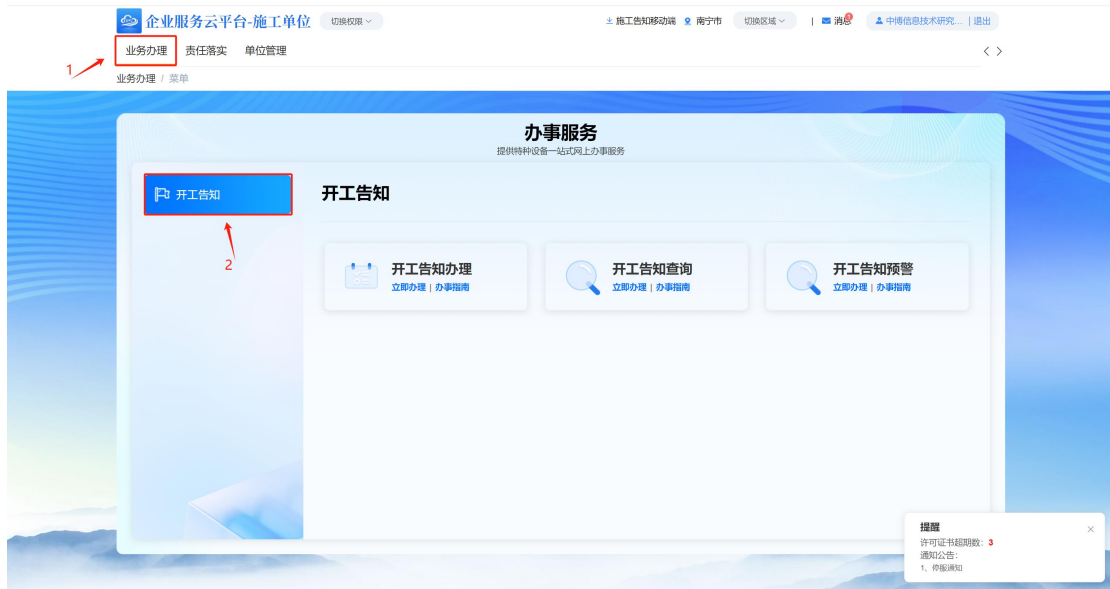 企业服务云平台-施工单位 切换权限 施工告知移动端 南宁市 切换区域 | 消息 中博信息技术研究... | 退出
业务办理 责任落实 单位管理
1
业务办理 / 菜单
办事服务
提供特种设备一站式网上办事服务
开工告知
2
开工告知
开工告知办理
立即办理 | 办事指南
开工告知查询
立即办理 | 办事指南
开工告知预警
立即办理 | 办事指南
提醒
许可证书超期数：3
通知公告：
1、停服通知